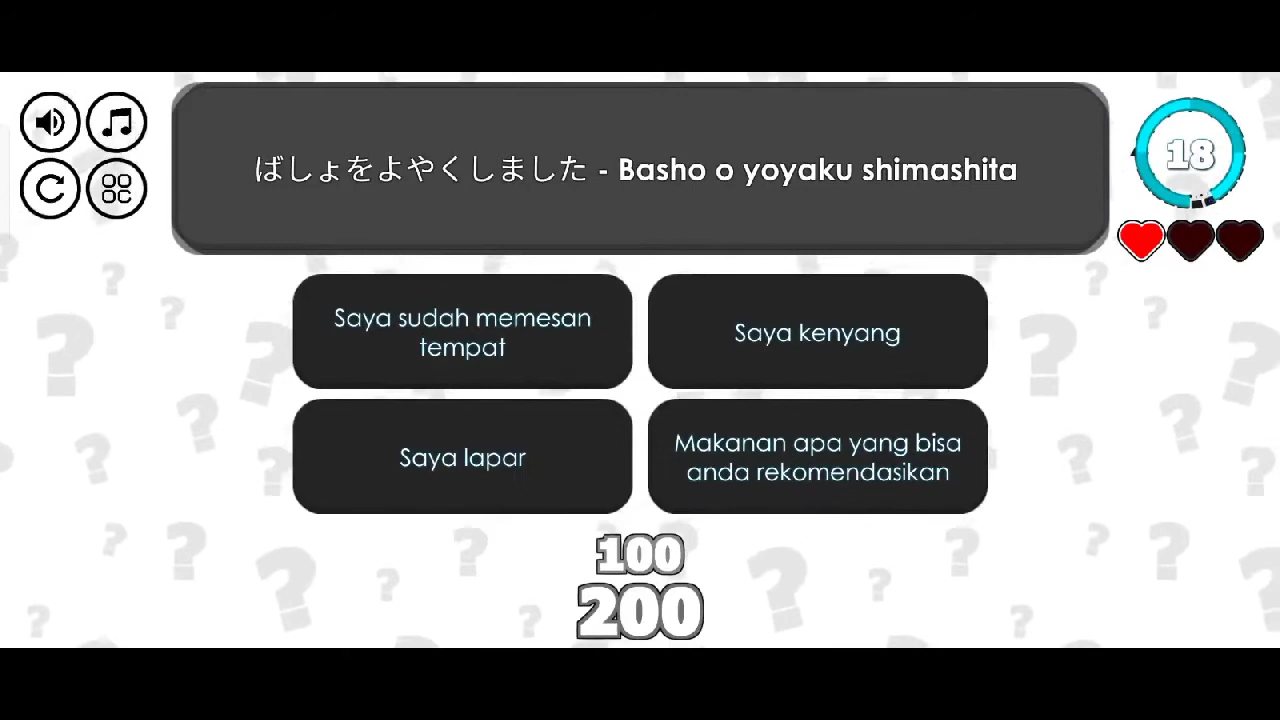 ばしょをよやくしました - Basho o yoyaku shimashita
18
Saya sudah memesan
tempat
Saya kenyang
Saya lapar
Makanan apa yang bisa
anda rekomendasikan
100
200